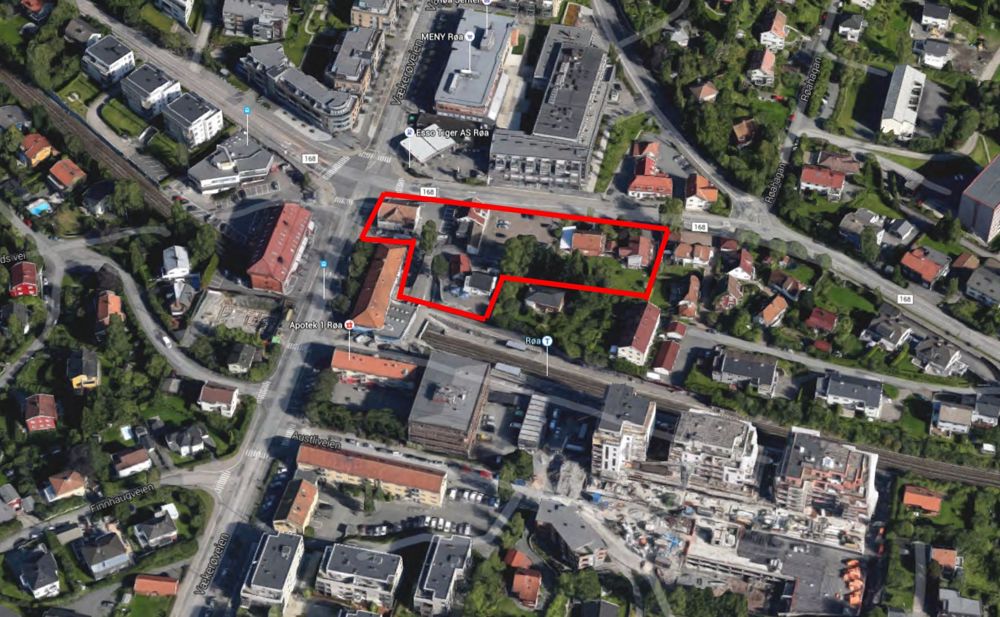 Røa Senter
MENY Røa
Vækerøveien
Esso Tiger AS Røa
Røahagan
168
168
Røahagan
168
ds vei
168
Apotek 1 Røa
Røa T
Austliveien
Finnhaugveien
Vækerøveien